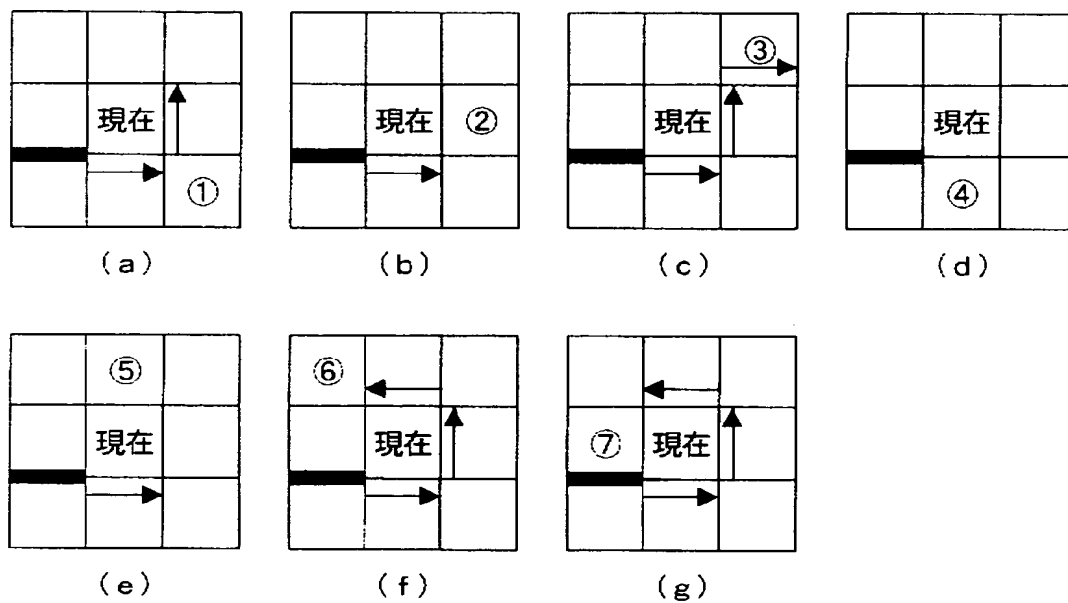 ③
現在 現在 ② 現在 現在
① ④
(a) (b) (c) (d)
⑤ ⑥
現在 現在 ⑦ 現在
(e) (f) (g)